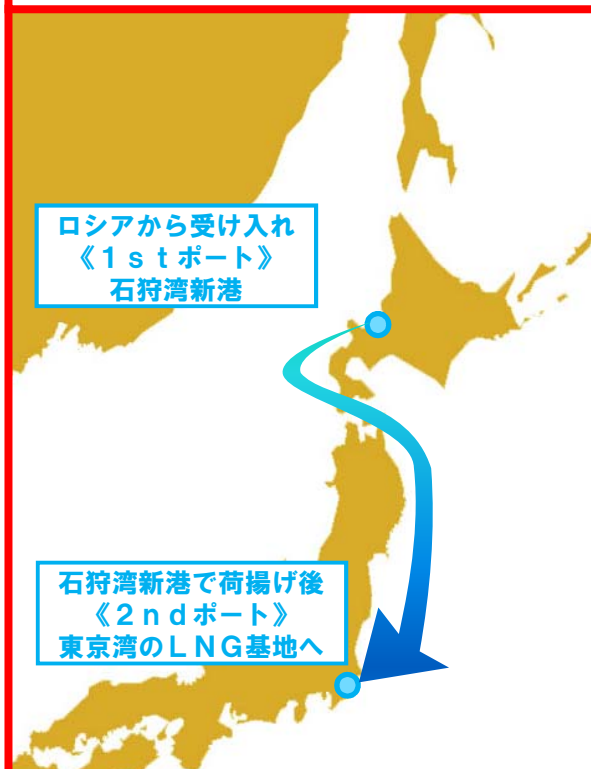 ロシアから受け入れ
《１ｓｔポート》
石狩湾新港
石狩湾新港で荷揚げ後
《２ｎｄポート》
東京湾のＬＮＧ基地へ